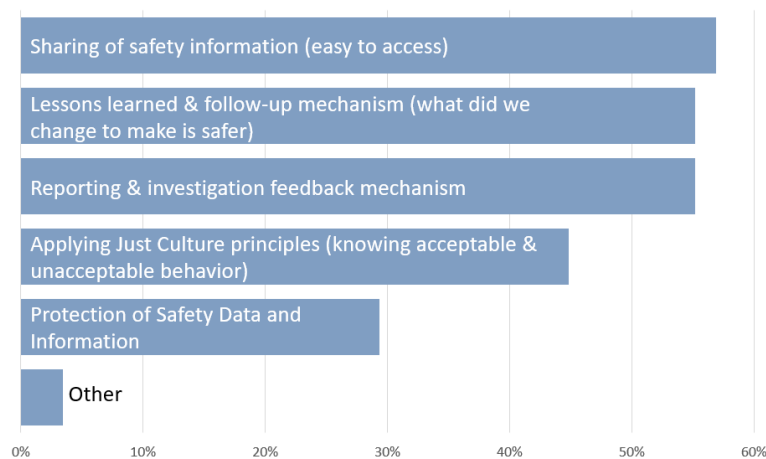 Sharing of safety information (easy to access)
Lessons learned & follow-up mechanism (what did we
change to make is safer)
Reporting & investigation feedback mechanism
Applying Just Culture principles (knowing acceptable &
unacceptable behavior)
Protection of Safety Data and
Information
Other
0% 10% 20% 30% 40% 50% 60%